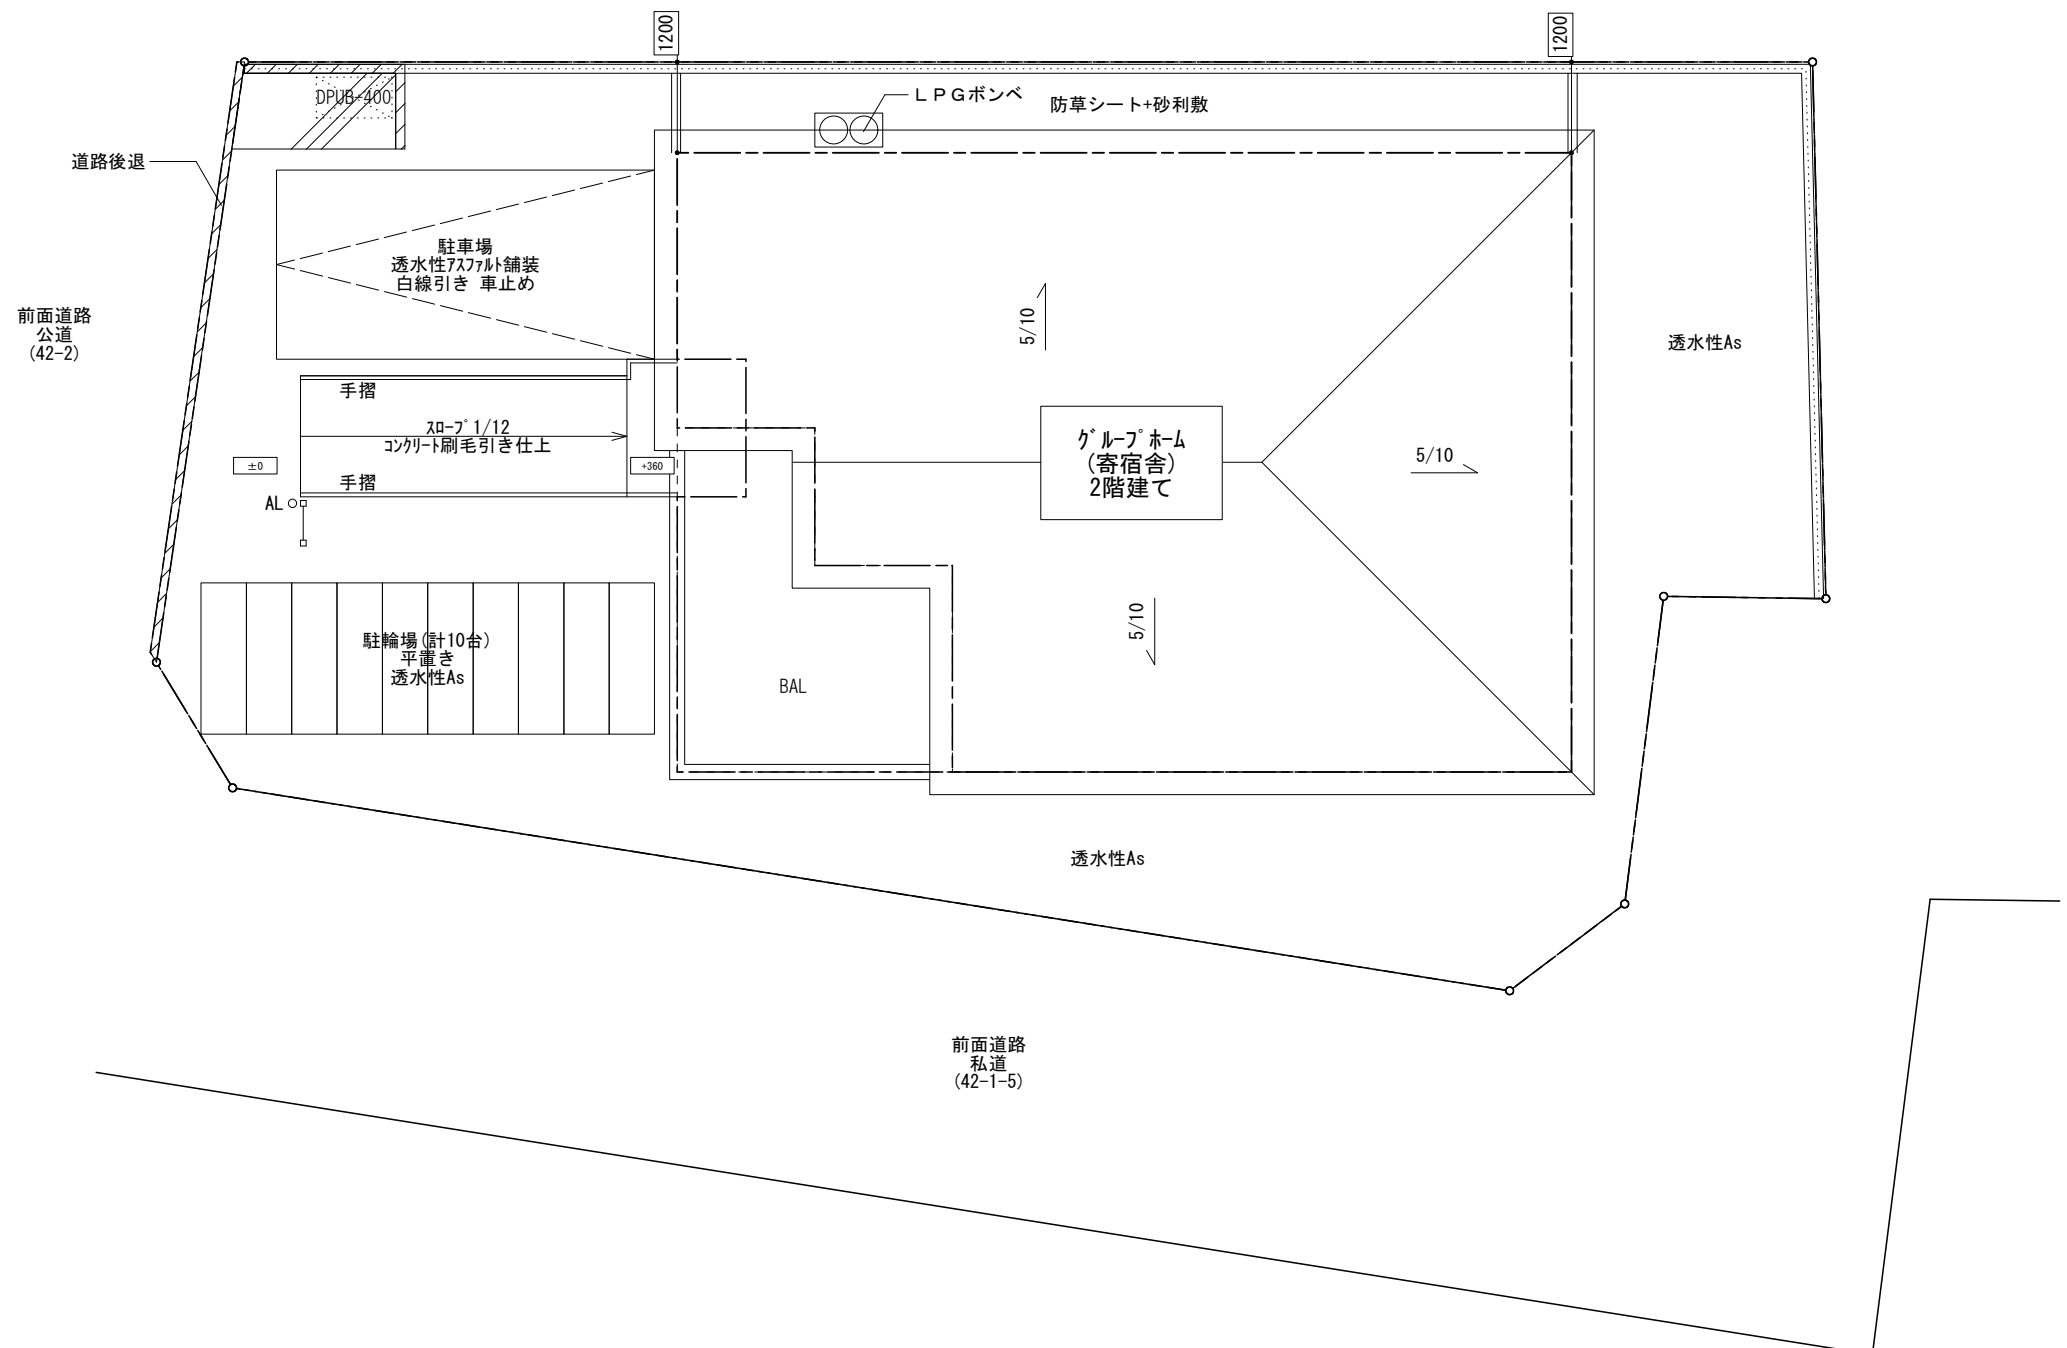 1200
1200
DPUB-400
LPGボンベ
防草シート+砂利敷
道路後退
駐車場
透水性ｱｽﾌｧﾙﾄ舗装
白線引き 車止め
前面道路
公道
(42-2)
5/10
透水性As
手摺
ｽﾛｰﾌﾟ1/12
ｺﾝｸﾘｰﾄ刷毛引き仕上
±0
+360
手摺
AL
ｸﾞﾙｰﾌﾟﾎｰﾑ
(寄宿舎)
2階建て
5/10
5/10
駐輪場(計10台)
平置き
透水性As
BAL
透水性As
前面道路
私道
(42-1-5)